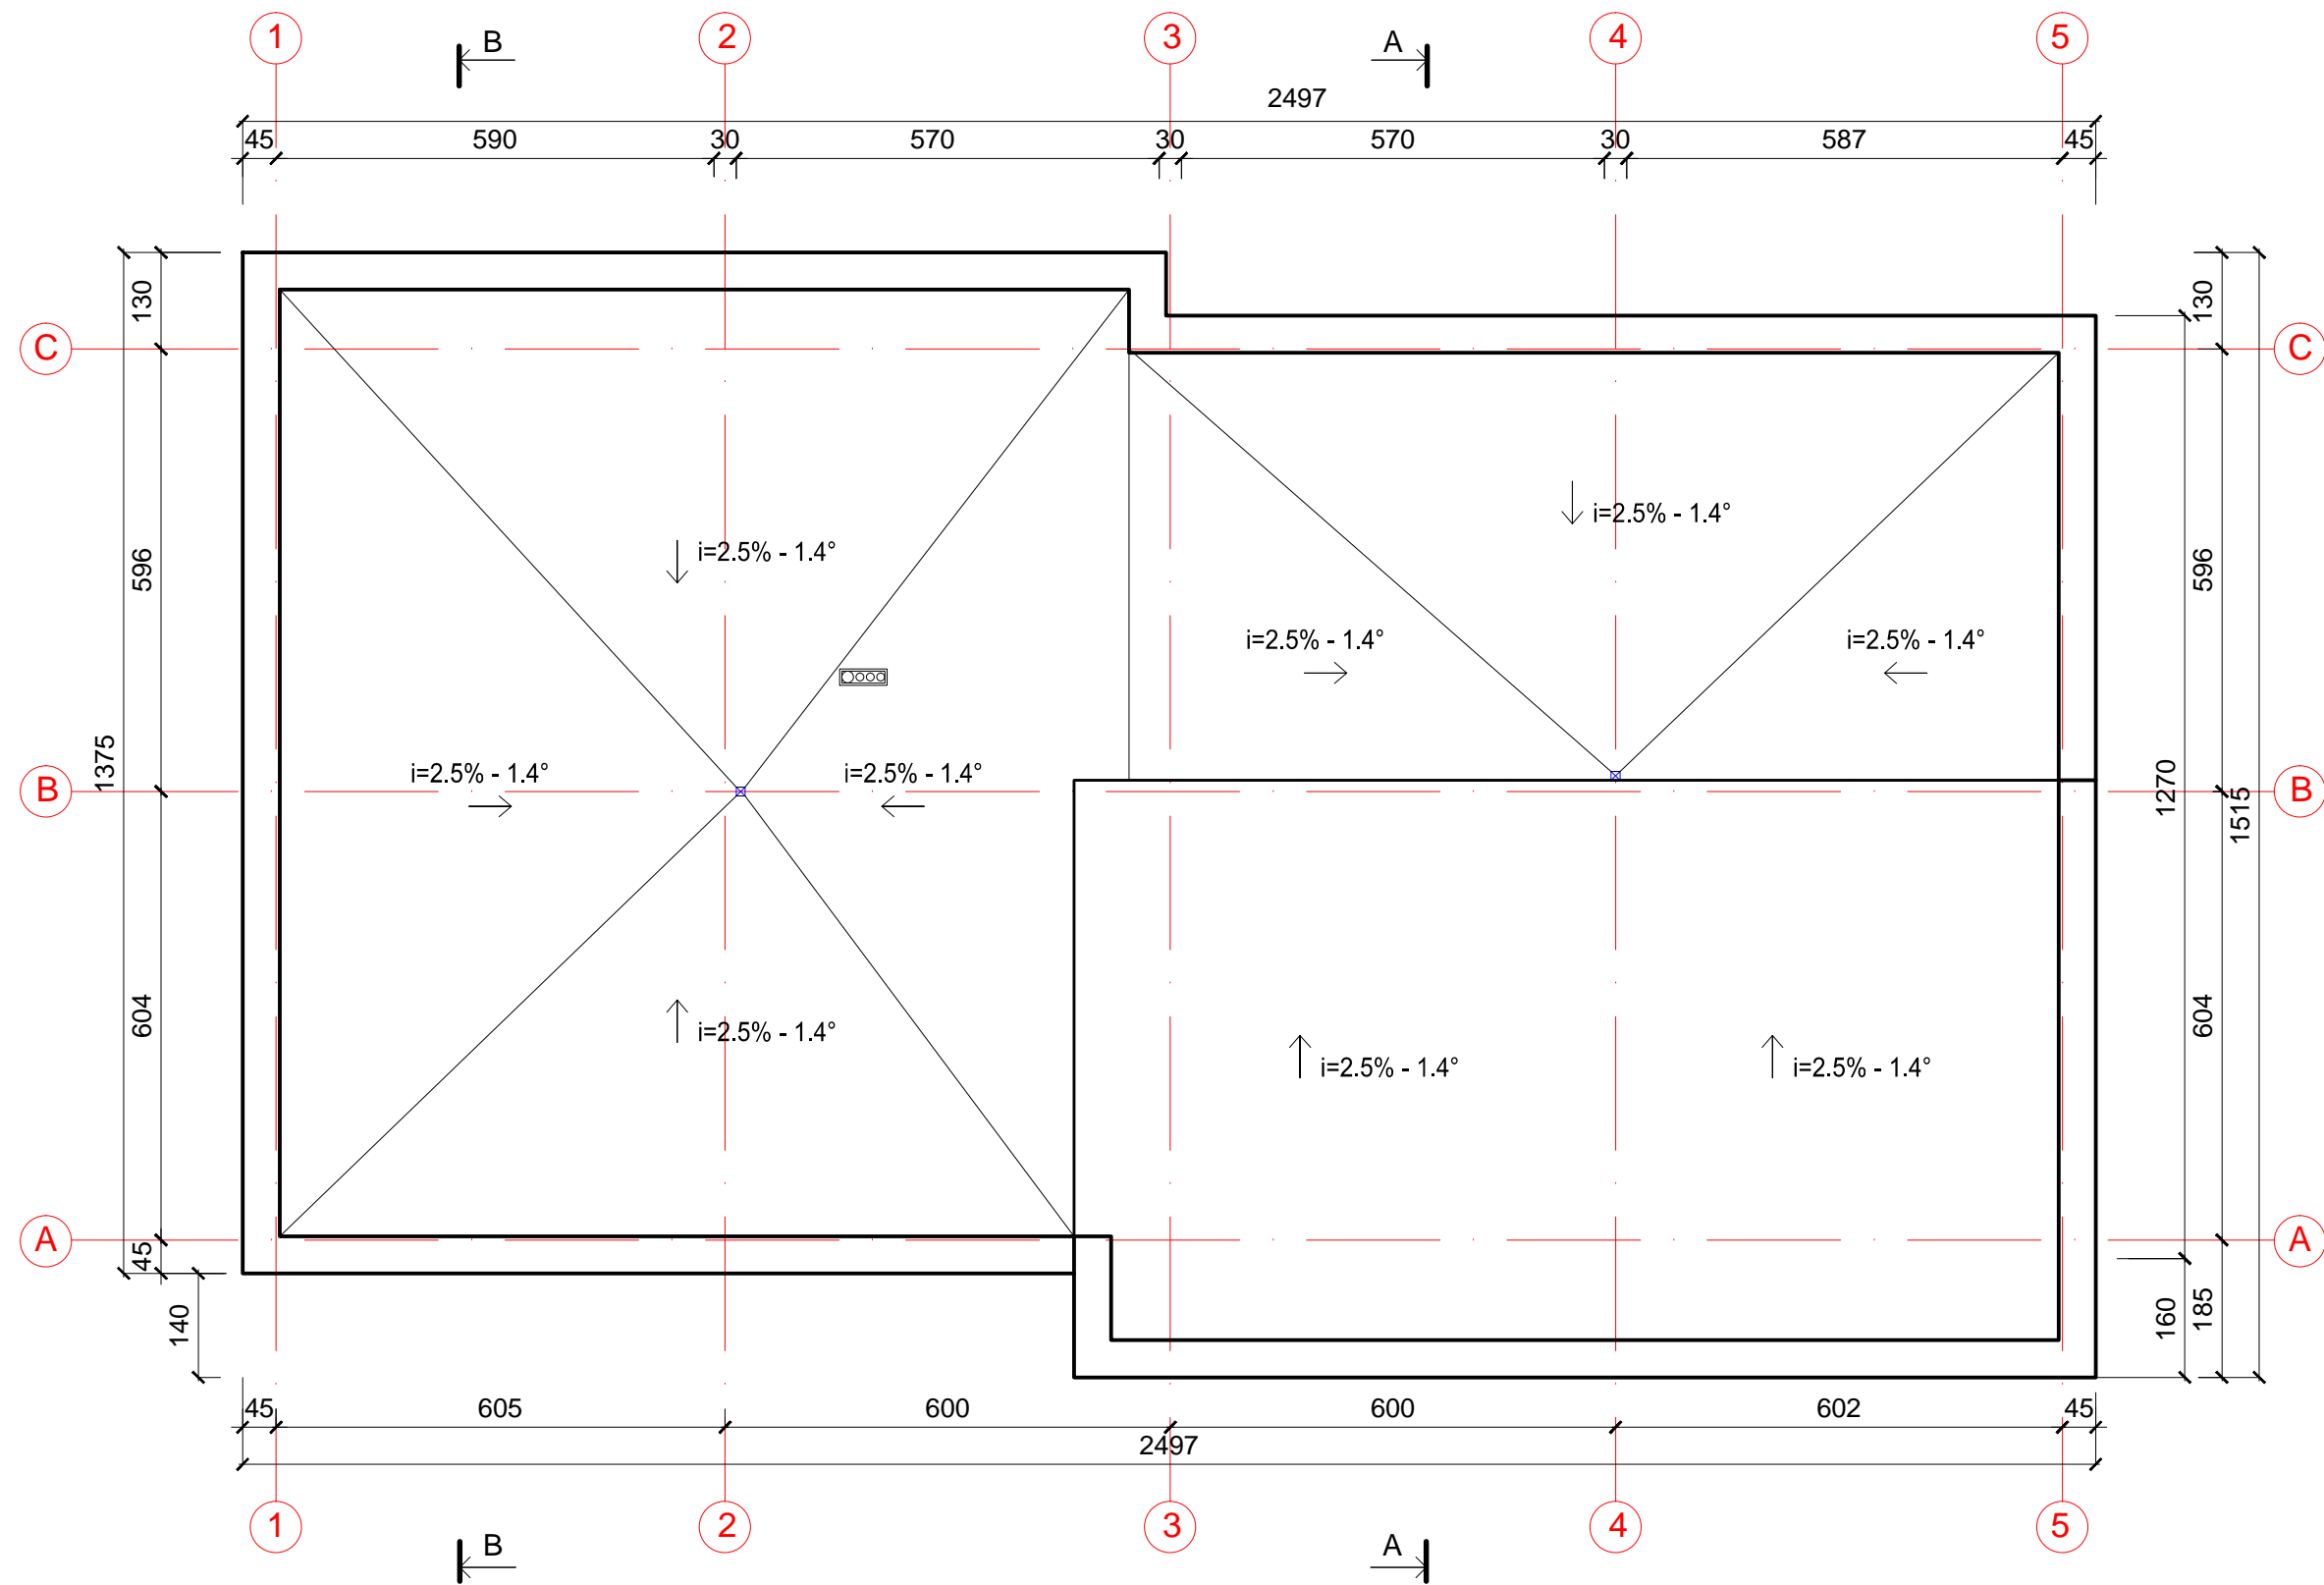 1 2 3 4 5
B A
2497
45 590 30 570 30 570 30 587 45
130 130
C C
i=2.5% - 1.4°
i=2.5% - 1.4°
596 596
i=2.5% - 1.4° i=2.5% - 1.4°
1375 1270 1515
i=2.5% - 1.4° i=2.5% - 1.4°
B B
604 604
i=2.5% - 1.4°
i=2.5% - 1.4° i=2.5% - 1.4°
A A
45
140 160 185
45 605 600 600 602 45
2497
1 2 3 4 5
B A